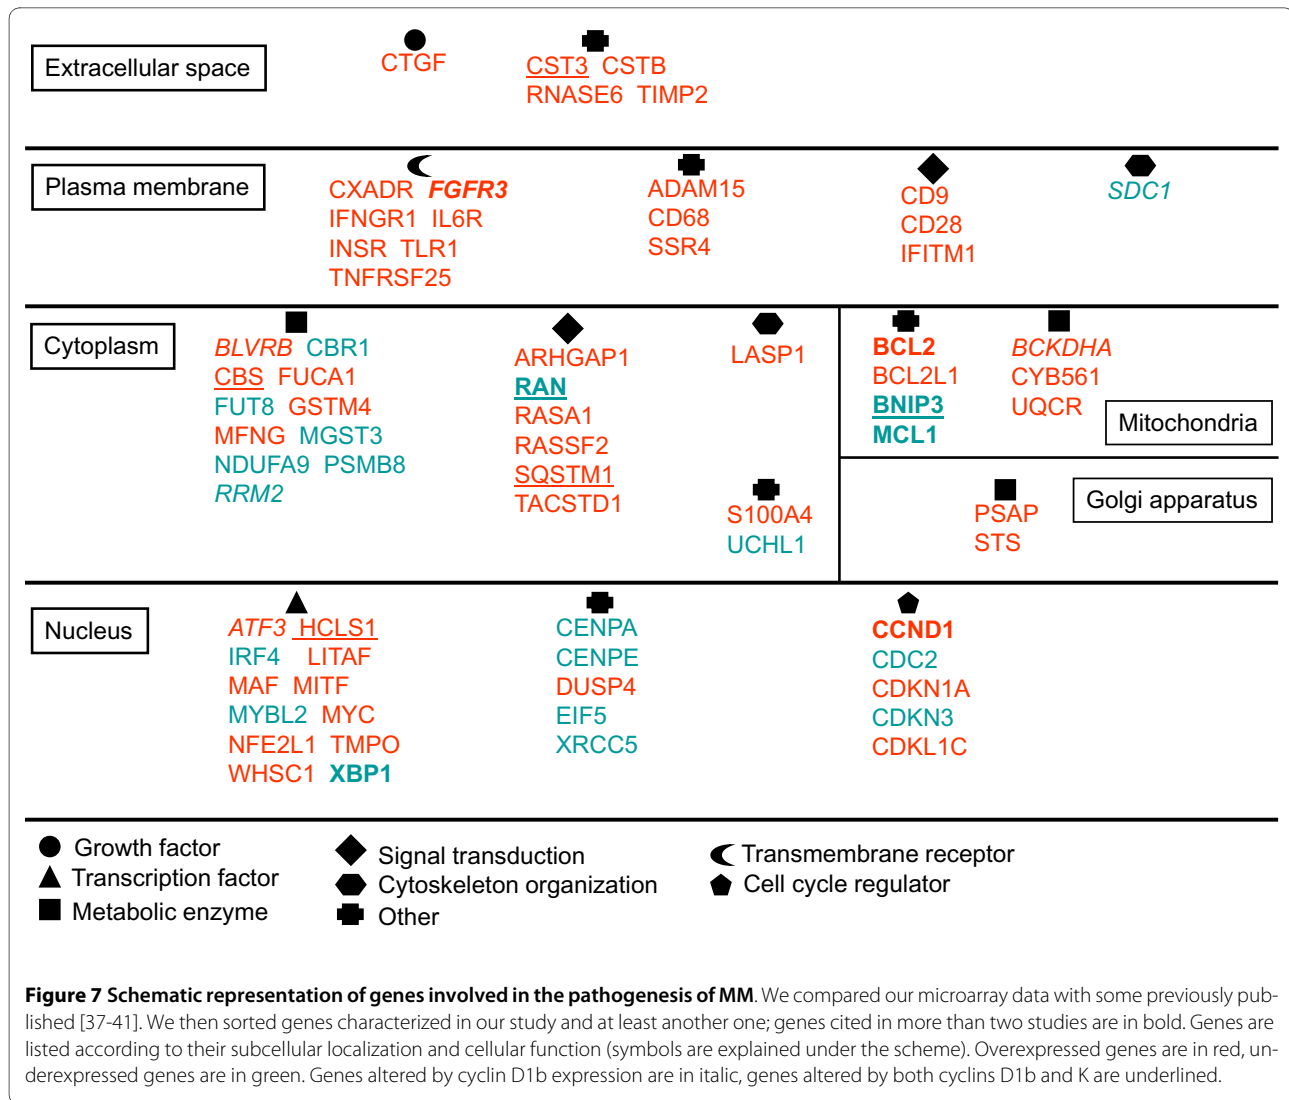 Extracellular space
CTGF
CST3 CSTB
RNASE6 TIMP2
Plasma membrane
CXADR FGFR3
IFNGR1 IL6R
INSR TLR1
TNFRSF25
ADAM15
CD68
SSR4
CD9
CD28
IFITM1
SDC1
Cytoplasm
BLVRB CBR1
CBS FUCA1
FUT8 GSTM4
MFNG MGST3
NDUFA9 PSMB8
RRM2
ARHGAP1
RAN
RASA1
RASSF2
SQSTM1
TACSTD1
LASP1
S100A4
UCHL1
BCL2
BCL2L1
BNIP3
MCL1
BCKDHA
CYB561
UQCR
Mitochondria
Golgi apparatus
PSAP
STS
Nucleus
ATF3 HCLS1
IRF4 LITAF
MAF MITF
MYBL2 MYC
NFE2L1 TMPO
WHSC1 XBP1
CENPA
CENPE
DUSP4
EIF5
XRCC5
CCND1
CDC2
CDKN1A
CDKN3
CDKL1C
Growth factor
Transcription factor
Metabolic enzyme
Signal transduction
Cytoskeleton organization
Other
Transmembrane receptor
Cell cycle regulator
Figure 7 Schematic representation of genes involved in the pathogenesis of MM. We compared our microarray data with some previously pub-
lished [37-41]. We then sorted genes characterized in our study and at least another one; genes cited in more than two studies are in bold. Genes are
listed according to their subcellular localization and cellular function (symbols are explained under the scheme). Overexpressed genes are in red, un-
derexpressed genes are in green. Genes altered by cyclin D1b expression are in italic, genes altered by both cyclins D1b and K are underlined.